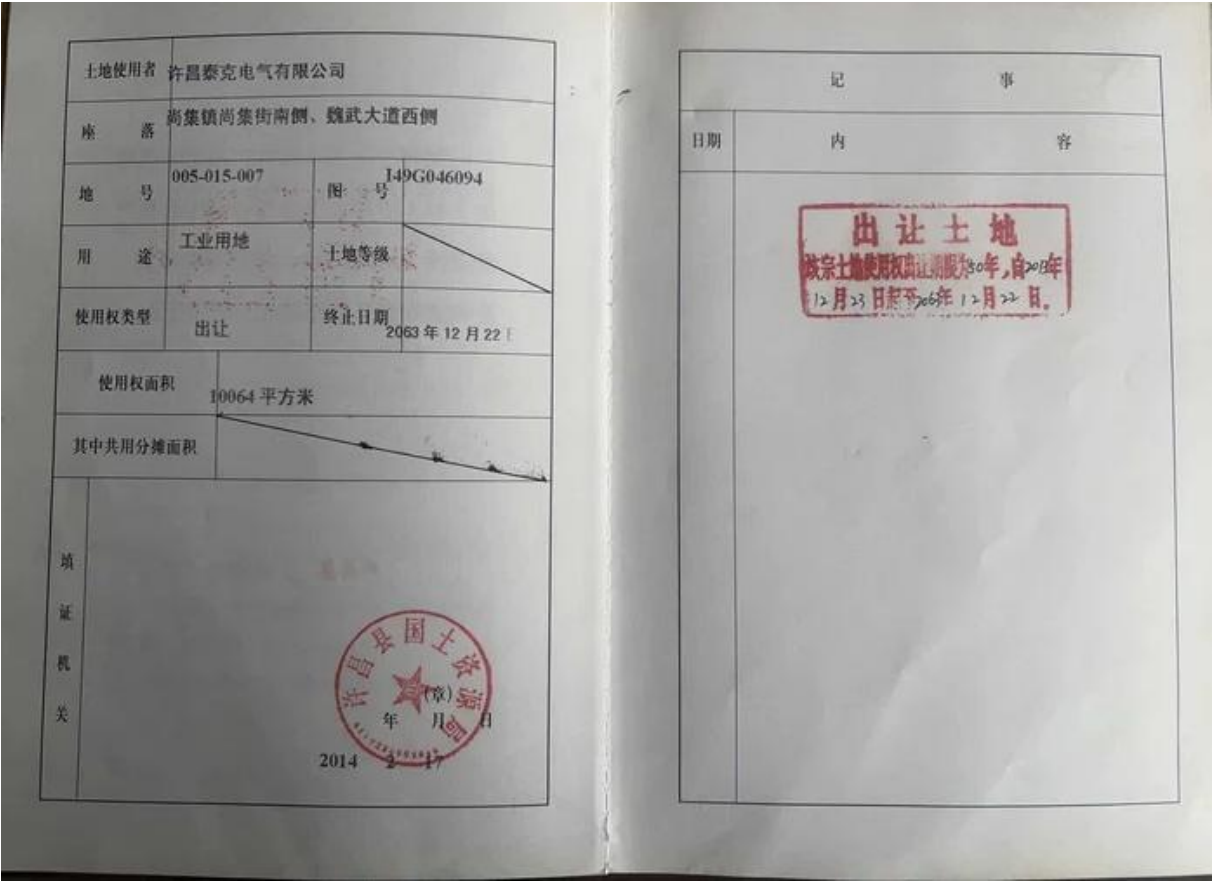 土地使用者 许昌泰克电气有限公司
座 落 尚集镇尚集街南侧、魏武大道西侧
地 号 005-015-007 图 号 I49G046094
用 途 工业用地 土地等级
使用权类型 出让 终止日期 2063年12月22日
使用权面积 10064平方米
其中共用分摊面积
填证机关
许昌县国土资源局
(章)
年 月 日
2014 2 17
记 事
日期 内 容
出让土地
该宗土地使用权出让期限为50年,自2013年
12月23日起至2063年12月22日。